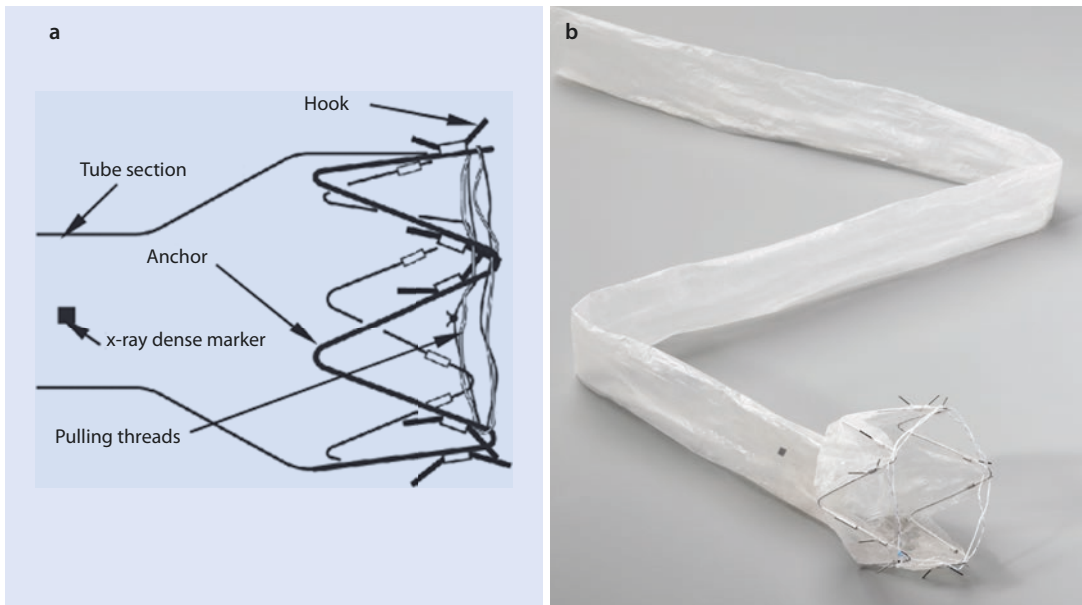 a
Hook
Tube section
Anchor
x-ray dense marker
Pulling threads
b